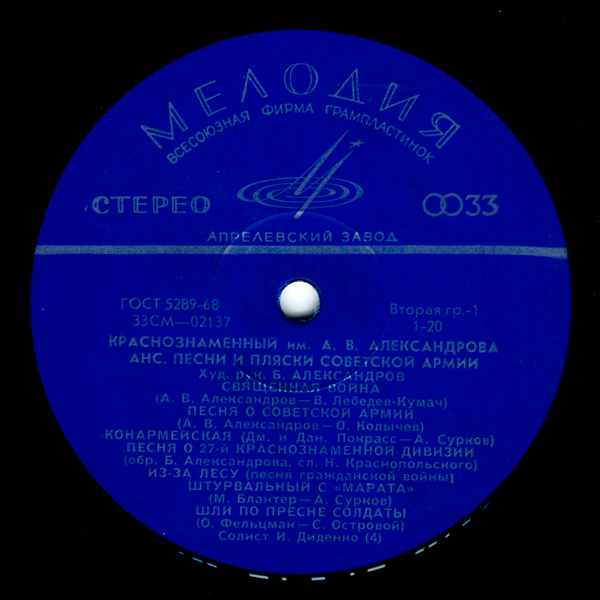 МЕЛОДИЯ
ВСЕСОЮЗНАЯ ФИРМА ГРАМПЛАСТИНОК
СТЕРЕО
33
АПРЕЛЕВСКИЙ ЗАВОД
ГОСТ 5289-68
33СМ—02137
Вторая гр.-1
1-20
КРАСНОЗНАМЕННЫЙ им. А. В. АЛЕКСАНДРОВА
АНС. ПЕСНИ И ПЛЯСКИ СОВЕТСКОЙ АРМИИ
Худ. рук. Б. АЛЕКСАНДРОВ
СВЯЩЕННАЯ ВОЙНА
(А. В. Александров—В. Лебедев-Кумач)
ПЕСНЯ О СОВЕТСКОЙ АРМИИ
(А. В. Александров—О. Колычев)
КОНАРМЕЙСКАЯ (Дм. и Дан. Покрасс—А. Сурков)
ПЕСНЯ О 27-й КРАСНОЗНАМЕННОЙ ДИВИЗИИ
(обр. Б. Александрова, сл. Н. Краснопольского)
ИЗ-ЗА ЛЕСУ (песня гражданской войны)
ШТУРВАЛЬНЫЙ С «МАРАТА»
(М. Блантер—А. Сурков)
ШЛИ ПО ПРЕСНЕ СОЛДАТЫ
(О. Фельцман—С. Островой)
Солист И. Диденко (4)